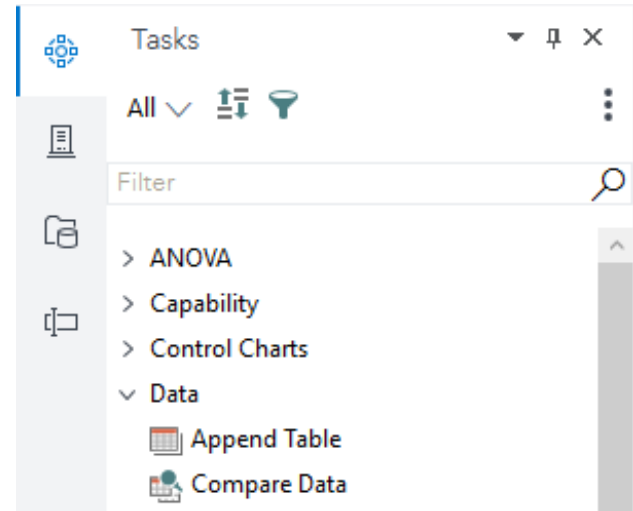 Tasks
All
Filter
ANOVA
Capability
Control Charts
Data
Append Table
Compare Data